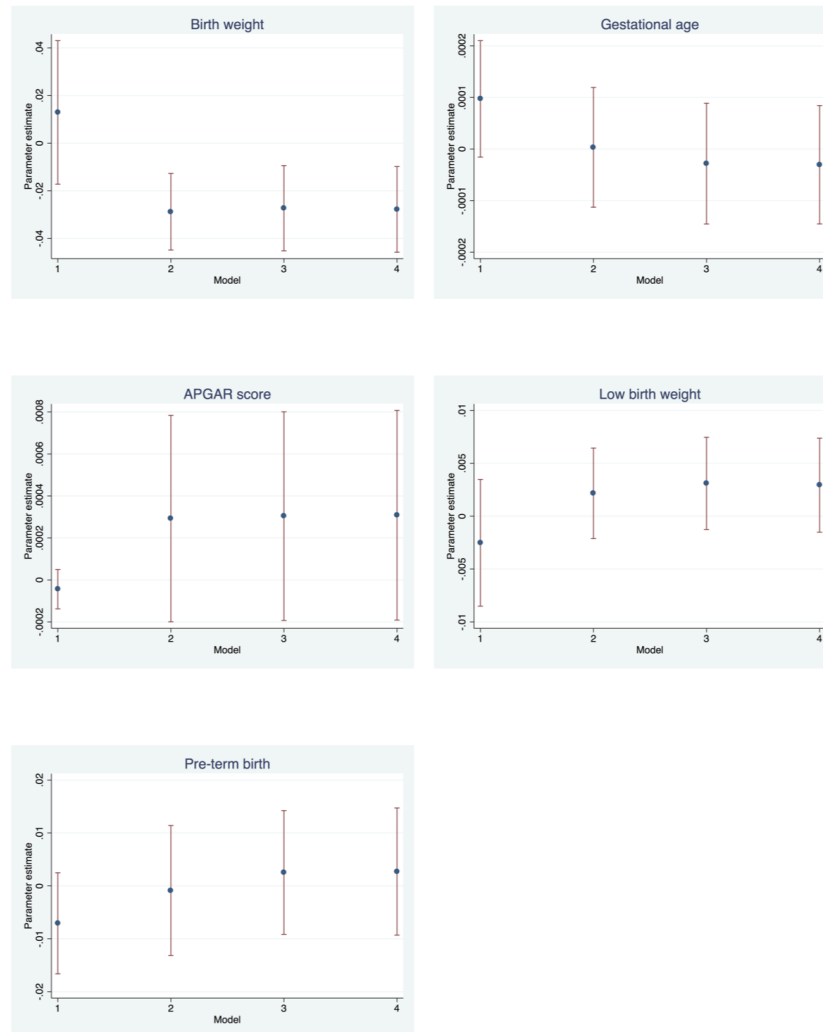 Birth weight
Parameter estimate
.04
.02
0
-.02
-.04
1 2 3 4
Model
Gestational age
Parameter estimate
.0002
.0001
0
-.0001
-.0002
1 2 3 4
Model
APGAR score
Parameter estimate
.0008
.0006
.0004
.0002
0
-.0002
1 2 3 4
Model
Low birth weight
Parameter estimate
.01
.005
0
-.005
-.01
1 2 3 4
Model
Pre-term birth
Parameter estimate
.02
.01
0
-.01
-.02
1 2 3 4
Model